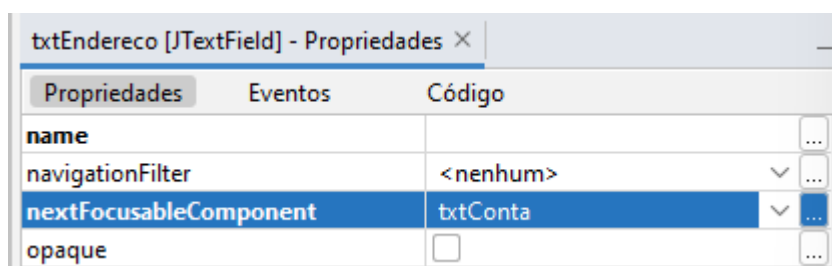 txtEndereco [JTextField] - Propriedades ×
Propriedades Eventos Código
name ...
navigationFilter <nenhum> ...
nextFocusableComponent txtConta ...
opaque ...